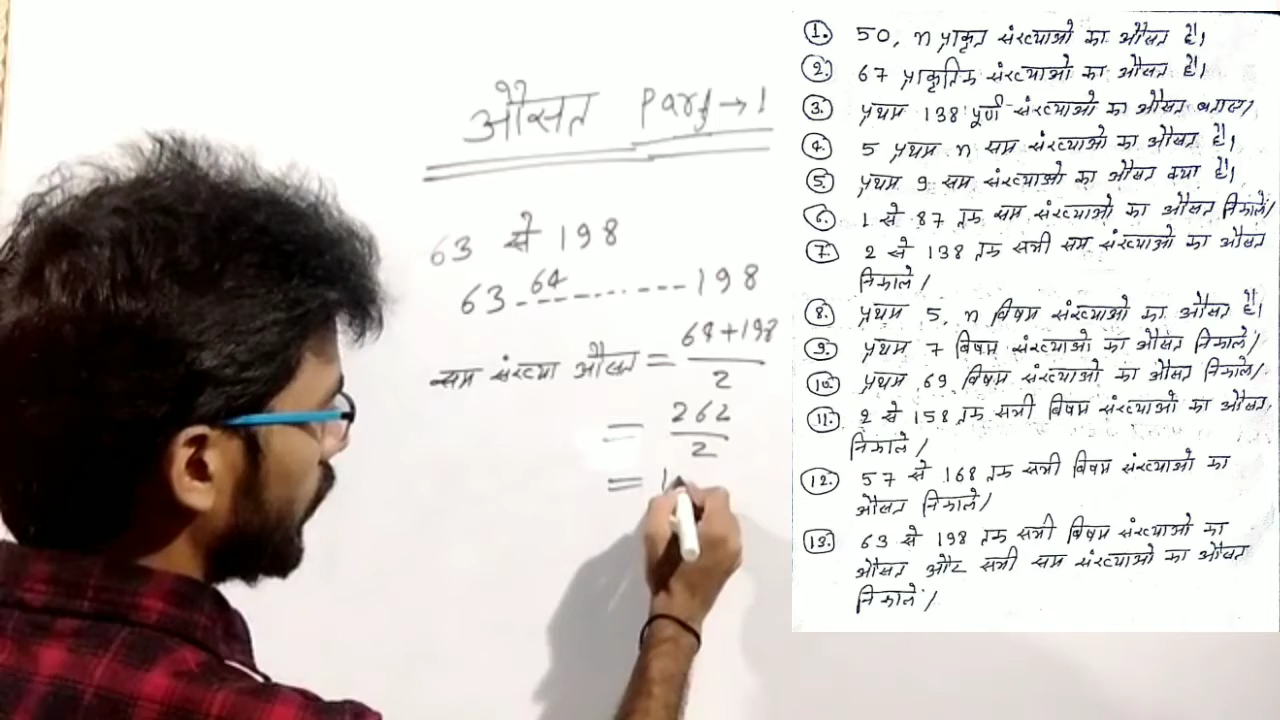 औसत Part → 1
63 से 198
63 - 64 - - - - - - - 198
सम संख्या औसत = 64+198
2
= 262
2
= 1
1. 50, n प्राकृत संख्याओ का औसत है।
2. 67 प्राकृतिक संख्याओ का औसत है।
3. प्रथम 138 पूर्ण संख्याओ का औसत बताए।
4. 5 प्रथम n सम संख्याओ का औसत है।
5. प्रथम 9 सम संख्याओ का औसत क्या है।
6. 1 से 87 तक सम संख्याओ का औसत निकाले।
7. 2 से 138 तक सभी सम संख्याओ का औसत
निकाले।
8. प्रथम 5, n विषम संख्याओ का औसत है।
9. प्रथम 7 विषम संख्याओ का औसत निकाले।
10. प्रथम 69 विषम संख्याओ का औसत निकाले।
11. 2 से 158 तक सभी विषम संख्याओ का औसत
निकाले।
12. 57 से 168 तक सभी विषम संख्याओ का
औसत निकाले।
13. 63 से 198 तक सभी विषम संख्याओ का
औसत और सभी सम संख्याओ का औसत
निकाले।